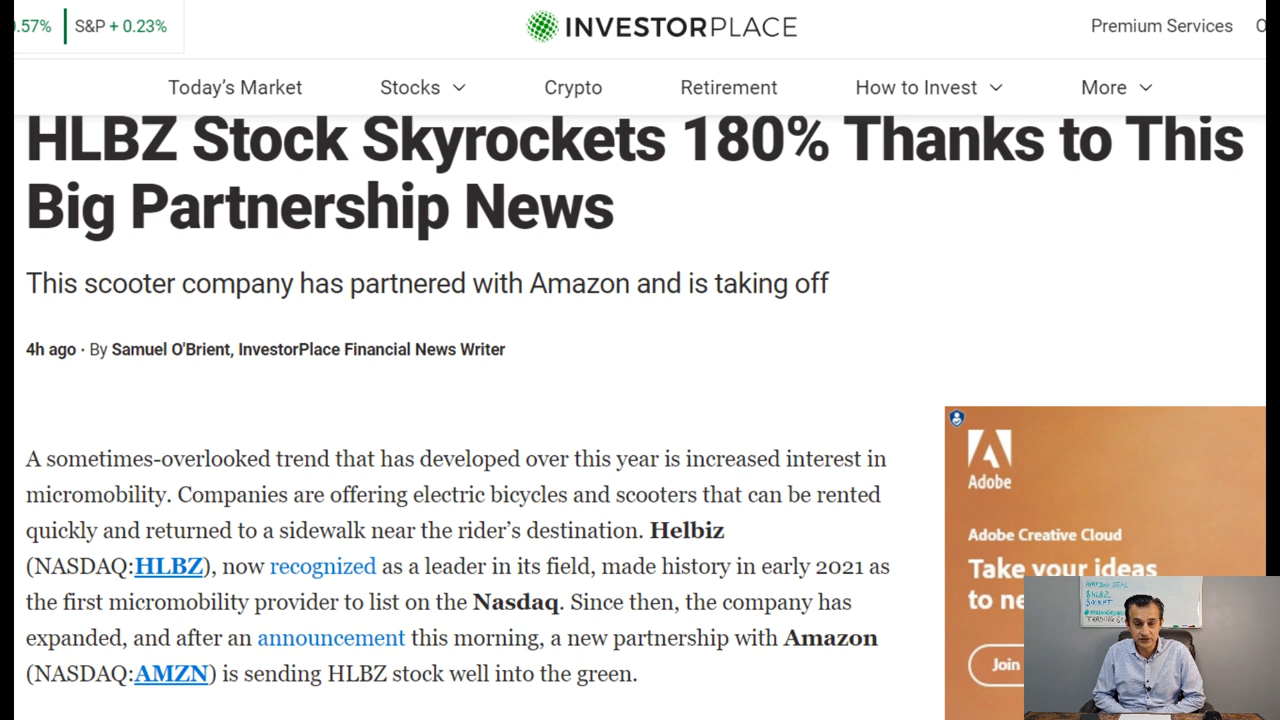 0.57% S&P + 0.23%
INVESTORPLACE
Premium Services
Today's Market Stocks Crypto Retirement How to Invest More
HLBZ Stock Skyrockets 180% Thanks to This
Big Partnership News
This scooter company has partnered with Amazon and is taking off
4h ago · By Samuel O'Brient, InvestorPlace Financial News Writer
A sometimes-overlooked trend that has developed over this year is increased interest in
micromobility. Companies are offering electric bicycles and scooters that can be rented
quickly and returned to a sidewalk near the rider's destination. Helbiz
(NASDAQ:HLBZ), now recognized as a leader in its field, made history in early 2021 as
the first micromobility provider to list on the Nasdaq. Since then, the company has
expanded, and after an announcement this morning, a new partnership with Amazon
(NASDAQ:AMZN) is sending HLBZ stock well into the green.
Adobe
Adobe Creative Cloud
Take your ideas
to ne
Join
AMAZON DEAL
$HLBZ